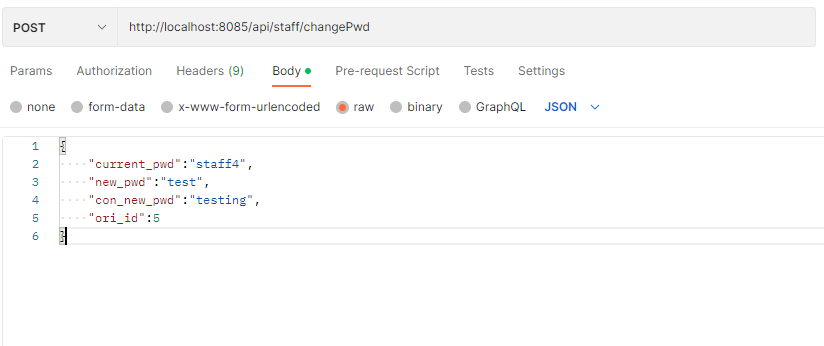 POST http://localhost:8085/api/staff/changePwd
Params Authorization Headers (9) Body Pre-request Script Tests Settings
none form-data x-www-form-urlencoded raw binary GraphQL JSON
1 {
2 "current_pwd":"staff4",
3 "new_pwd":"test",
4 "con_new_pwd":"testing",
5 "ori_id":5
6 }